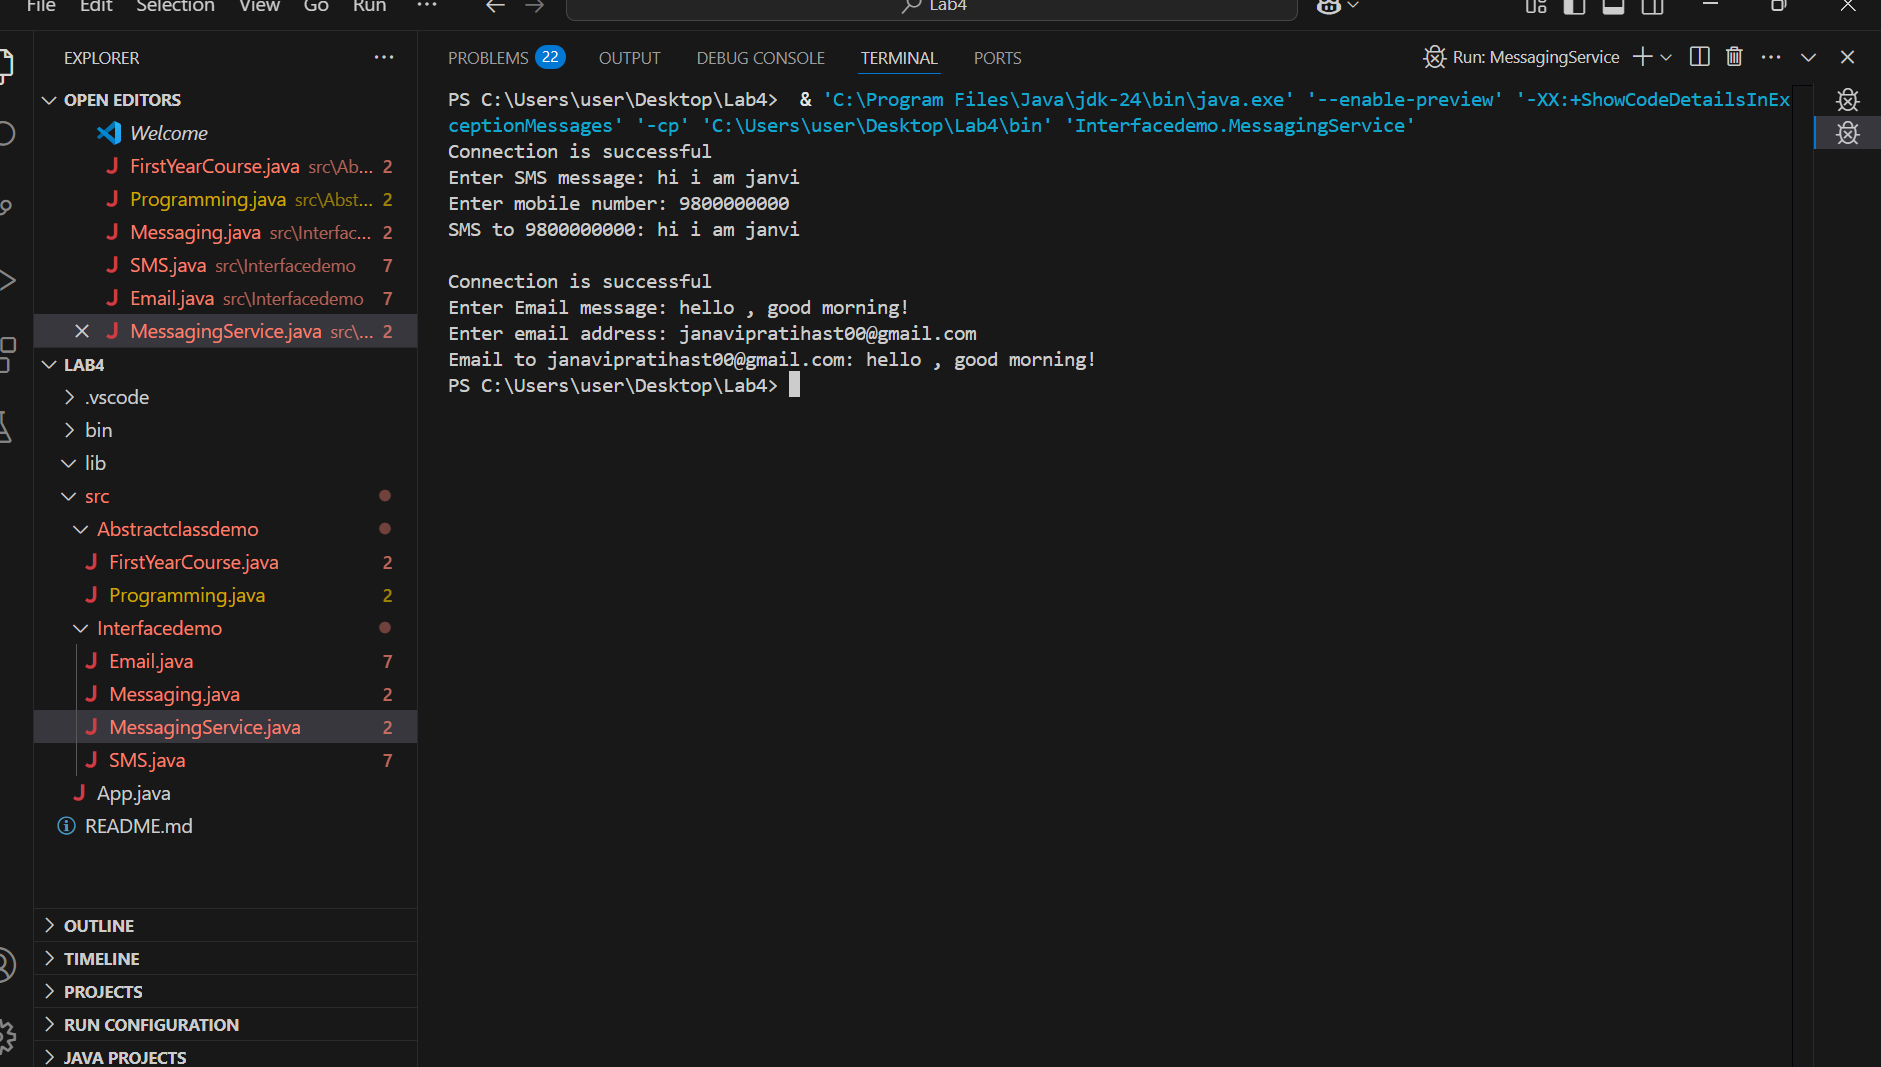 File Edit Selection View Go Run ··· Lab4
EXPLORER ···
OPEN EDITORS
Welcome
FirstYearCourse.java src\Ab... 2
Programming.java src\Abst... 2
Messaging.java src\Interfac... 2
SMS.java src\Interfacedemo 7
Email.java src\Interfacedemo 7
MessagingService.java src\... 2
LAB4
.vscode
bin
lib
src
Abstractclassdemo
FirstYearCourse.java 2
Programming.java 2
Interfacedemo
Email.java 7
Messaging.java 2
MessagingService.java 2
SMS.java 7
App.java
README.md
OUTLINE
TIMELINE
PROJECTS
RUN CONFIGURATION
JAVA PROJECTS
PROBLEMS 22 OUTPUT DEBUG CONSOLE TERMINAL PORTS Run: MessagingService
PS C:\Users\user\Desktop\Lab4>  & 'C:\Program Files\Java\jdk-24\bin\java.exe' '--enable-preview' '-XX:+ShowCodeDetailsInEx
ceptionMessages' '-cp' 'C:\Users\user\Desktop\Lab4\bin' 'Interfacedemo.MessagingService'
Connection is successful
Enter SMS message: hi i am janvi
Enter mobile number: 9800000000
SMS to 9800000000: hi i am janvi
Connection is successful
Enter Email message: hello , good morning!
Enter email address: janavipratihast00@gmail.com
Email to janavipratihast00@gmail.com: hello , good morning!
PS C:\Users\user\Desktop\Lab4>